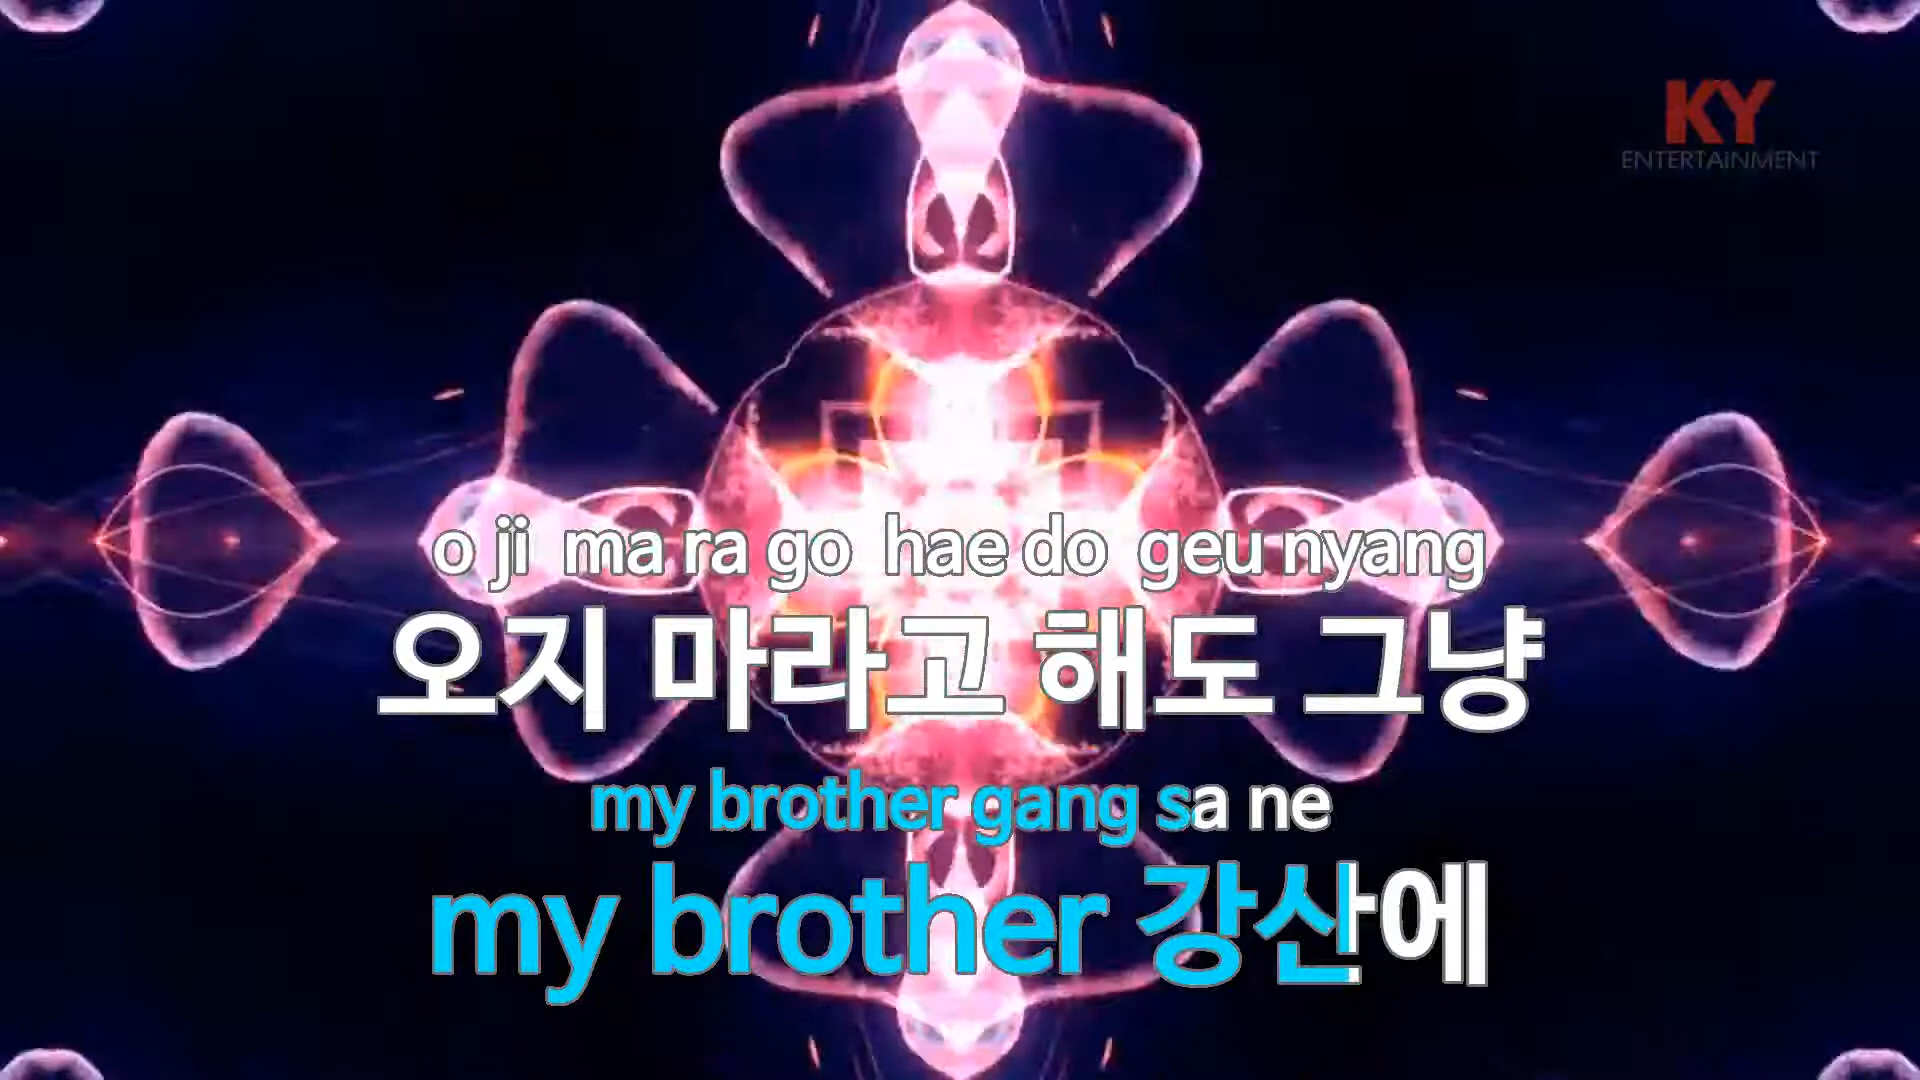 KY
ENTERTAINMENT
o ji ma ra go hae do geu nyang
오지 마라고 해도 그냥
my brother gang sa ne
my brother 강산에